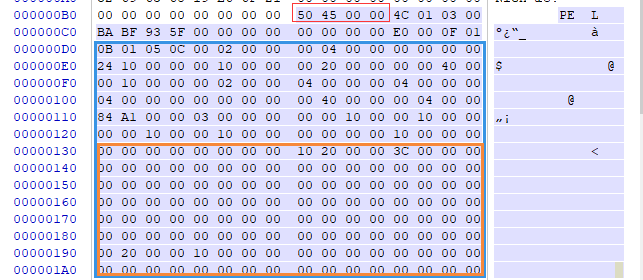 000000B0 00 00 00 00 00 00 00 00 50 45 00 00 4C 01 03 00 PE L
000000C0 BA BF 93 5F 00 00 00 00 00 00 00 00 E0 00 0F 01 º¿“_ à
000000D0 0B 01 05 0C 00 02 00 00 00 04 00 00 00 00 00 00
000000E0 24 10 00 00 00 10 00 00 00 20 00 00 00 00 40 00 $ @
000000F0 00 10 00 00 00 02 00 00 04 00 00 00 04 00 00 00
00000100 04 00 00 00 00 00 00 00 00 40 00 00 00 04 00 00 @
00000110 84 A1 00 00 03 00 00 00 00 00 10 00 00 10 00 00 „¡
00000120 00 00 10 00 00 10 00 00 00 00 00 00 10 00 00 00
00000130 00 00 00 00 00 00 00 00 10 20 00 00 3C 00 00 00 <
00000140 00 00 00 00 00 00 00 00 00 00 00 00 00 00 00 00
00000150 00 00 00 00 00 00 00 00 00 00 00 00 00 00 00 00
00000160 00 00 00 00 00 00 00 00 00 00 00 00 00 00 00 00
00000170 00 00 00 00 00 00 00 00 00 00 00 00 00 00 00 00
00000180 00 00 00 00 00 00 00 00 00 00 00 00 00 00 00 00
00000190 00 20 00 00 10 00 00 00 00 00 00 00 00 00 00 00
000001A0 00 00 00 00 00 00 00 00 00 00 00 00 00 00 00 00